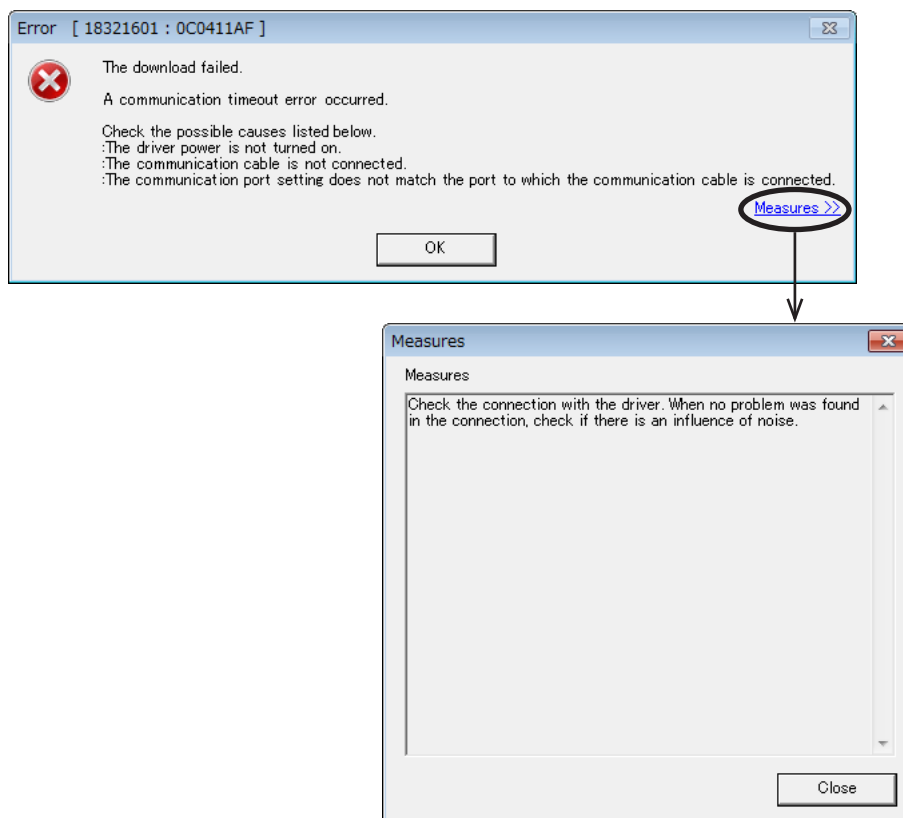 Error [ 18321601 : 0C0411AF ]
The download failed.
A communication timeout error occurred.
Check the possible causes listed below.
:The driver power is not turned on.
:The communication cable is not connected.
:The communication port setting does not match the port to which the communication cable is connected.
Measures >>
OK
Measures
Measures
Check the connection with the driver. When no problem was found
in the connection, check if there is an influence of noise.
Close